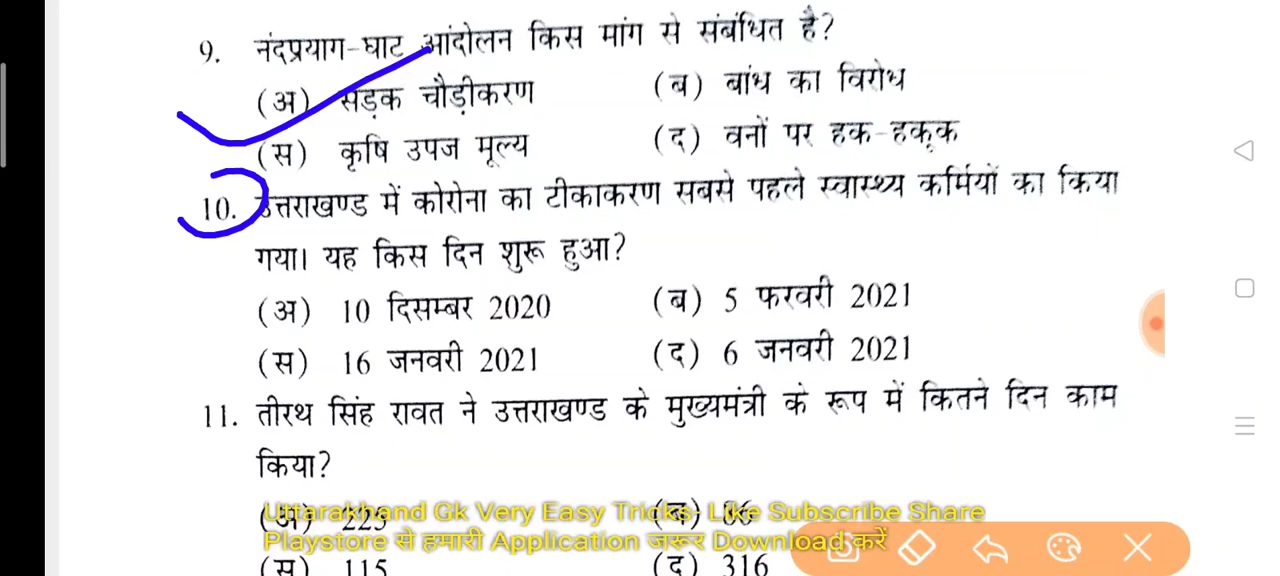 9. नंदप्रयाग-घाट आंदोलन किस मांग से संबंधित है?
(अ) सड़क चौड़ीकरण (ब) बांध का विरोध
(स) कृषि उपज मूल्य (द) वनों पर हक-हकूक
10. उत्तराखण्ड में कोरोना का टीकाकरण सबसे पहले स्वास्थ्य कर्मियों का किया
गया। यह किस दिन शुरू हुआ?
(अ) 10 दिसम्बर 2020 (ब) 5 फरवरी 2021
(स) 16 जनवरी 2021 (द) 6 जनवरी 2021
11. तीरथ सिंह रावत ने उत्तराखण्ड के मुख्यमंत्री के रूप में कितने दिन काम
किया?
(अ) 225 (ब) 86
Uttarakhand Gk Very Easy Tricks- Like Subscribe Share
Playstore से हमारी Application जरूर Download करें
(स) 115 (द) 316